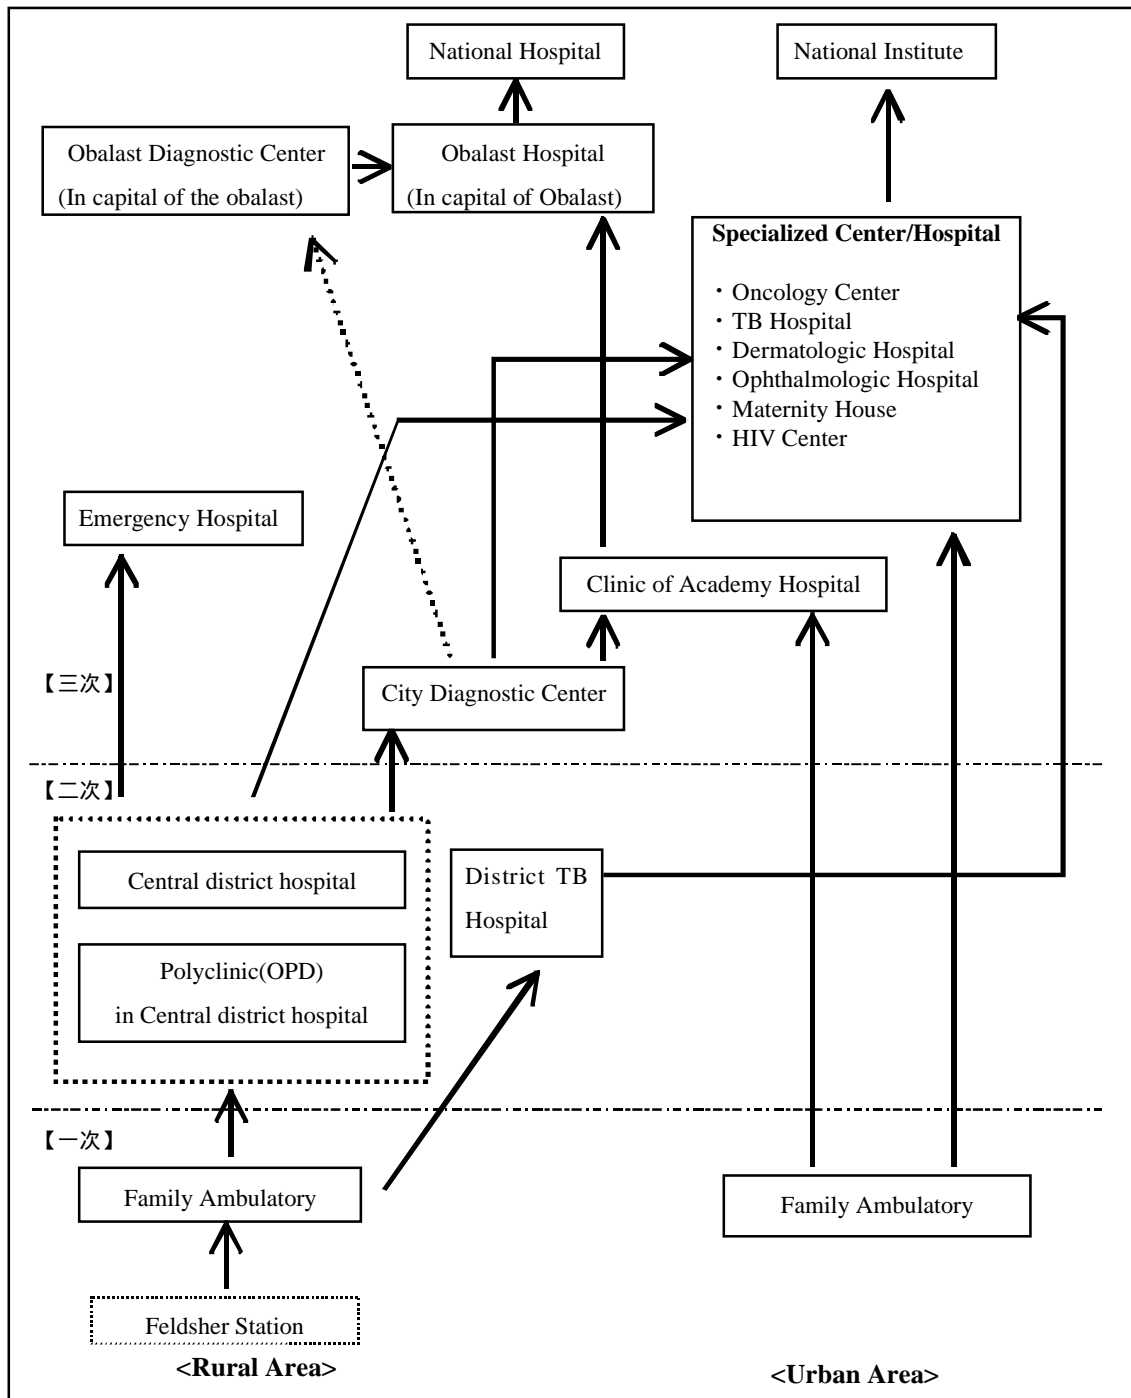 National Hospital
National Institute
Obalast Diagnostic Center
(In capital of the obalast)
Obalast Hospital
(In capital of Obalast)
Specialized Center/Hospital
・Oncology Center
・TB Hospital
・Dermatologic Hospital
・Ophthalmologic Hospital
・Maternity House
・HIV Center
Emergency Hospital
Clinic of Academy Hospital
【三次】
City Diagnostic Center
【二次】
Central district hospital
District TB
Hospital
Polyclinic(OPD)
in Central district hospital
【一次】
Family Ambulatory
Family Ambulatory
Feldsher Station
<Rural Area>
<Urban Area>